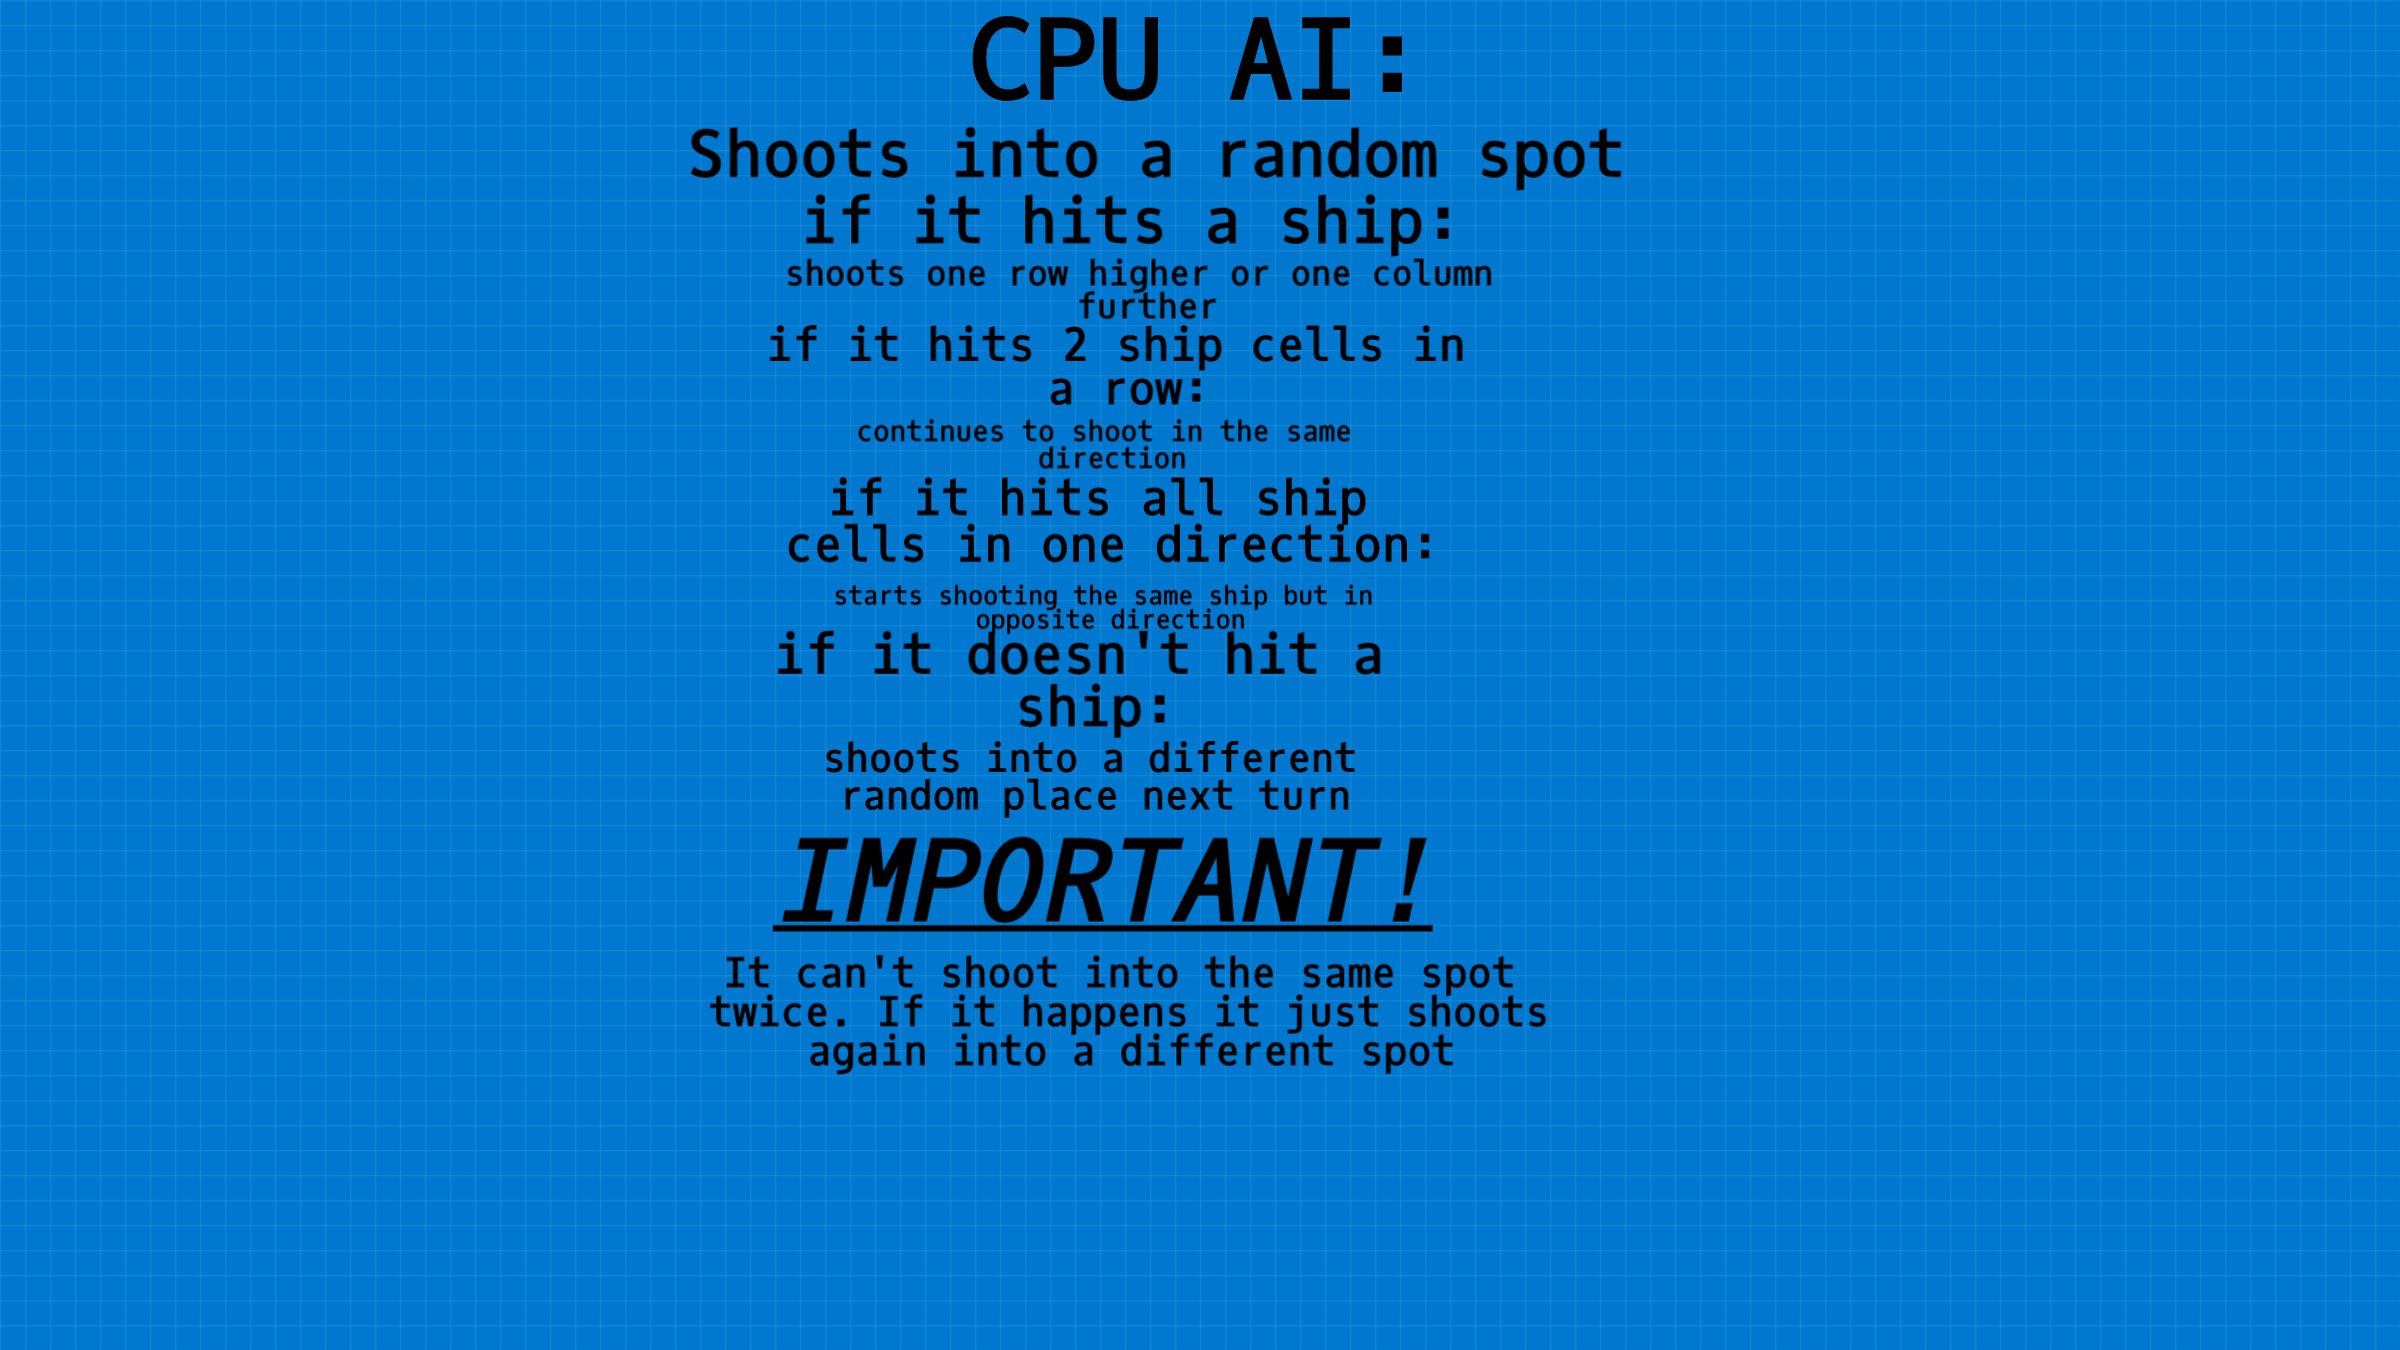 CPU AI:
Shoots into a random spot
if it hits a ship:
shoots one row higher or one column
further
if it hits 2 ship cells in
a row:
continues to shoot in the same
direction
if it hits all ship
cells in one direction:
starts shooting the same ship but in
opposite direction
if it doesn't hit a
ship:
shoots into a different
random place next turn
IMPORTANT!
It can't shoot into the same spot
twice. If it happens it just shoots
again into a different spot